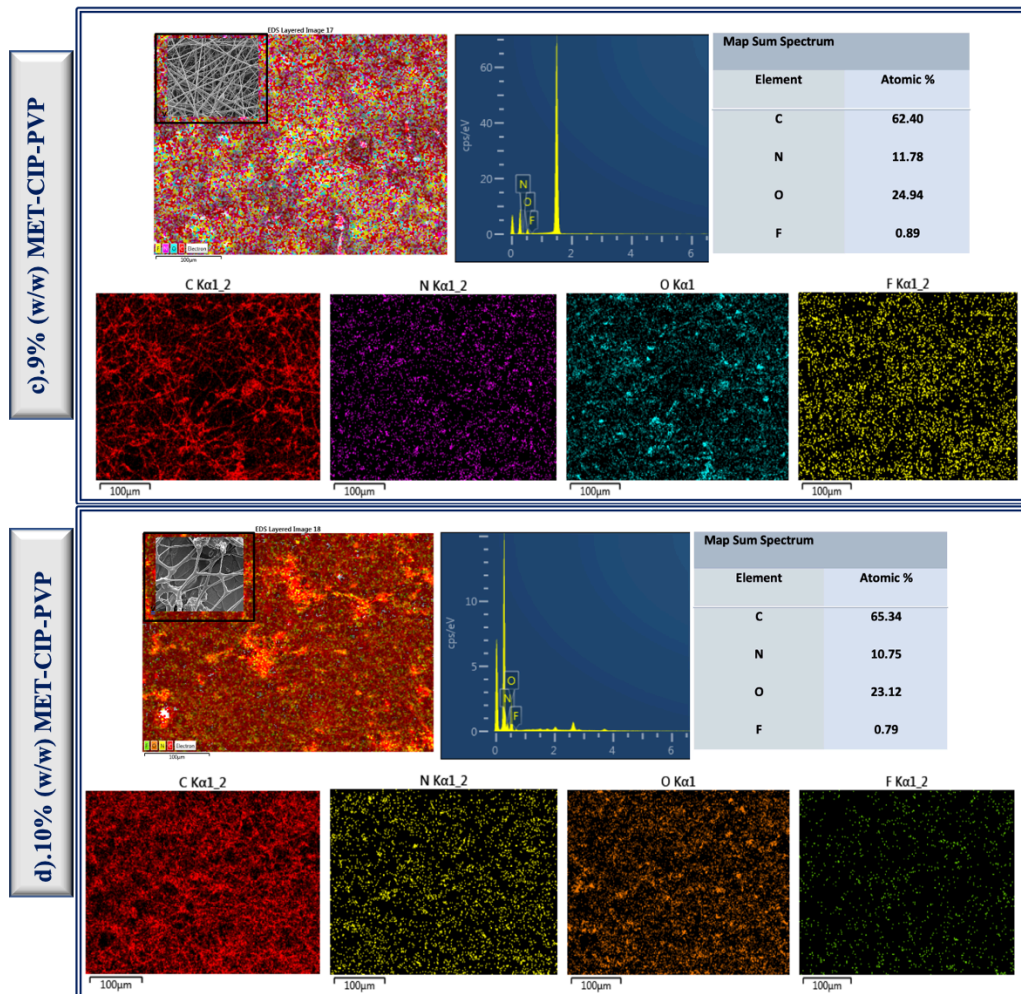 c).9% (w/w) MET-CIP-PVP
EDS Layered Image 17
Electron
100µm
cps/eV
60
40
20
0
N
O
F
0 2 4 6
Map Sum Spectrum
Element Atomic %
C 62.40
N 11.78
O 24.94
F 0.89
C Kα1_2 N Kα1_2 O Kα1 F Kα1_2
100µm 100µm 100µm 100µm
d).10% (w/w) MET-CIP-PVP
EDS Layered Image 18
Electron
100µm
cps/eV
10
5
0
O
N
F
0 2 4 6
Map Sum Spectrum
Element Atomic %
C 65.34
N 10.75
O 23.12
F 0.79
C Kα1_2 N Kα1_2 O Kα1 F Kα1_2
100µm 100µm 100µm 100µm